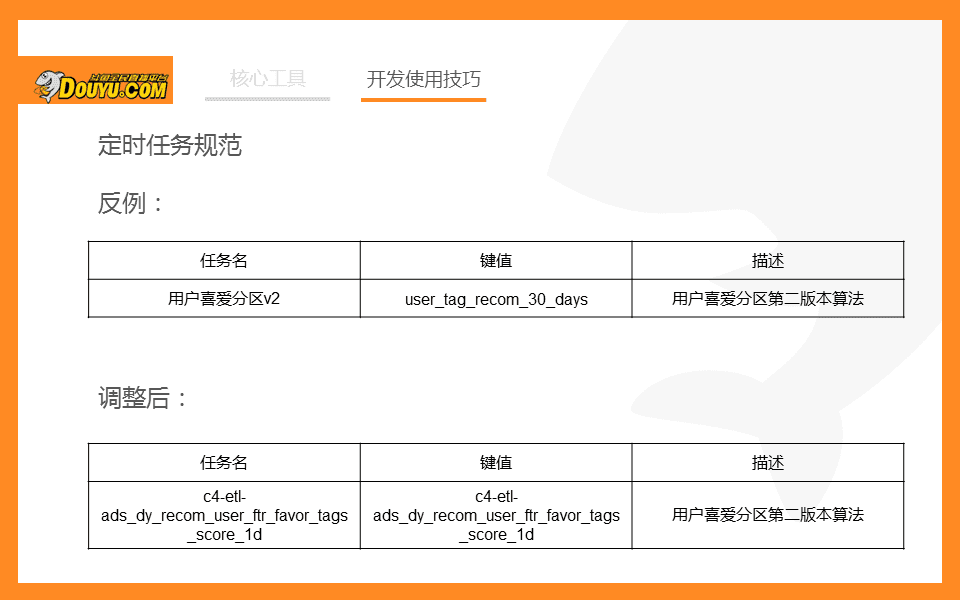 斗鱼全民直播平台
DOUYU.COM
核心工具
开发使用技巧
定时任务规范
反例：
任务名 键值 描述
用户喜爱分区v2 user_tag_recom_30_days 用户喜爱分区第二版本算法
调整后：
任务名 键值 描述
c4-etl- c4-etl-
ads_dy_recom_user_ftr_favor_tags ads_dy_recom_user_ftr_favor_tags 用户喜爱分区第二版本算法
_score_1d _score_1d